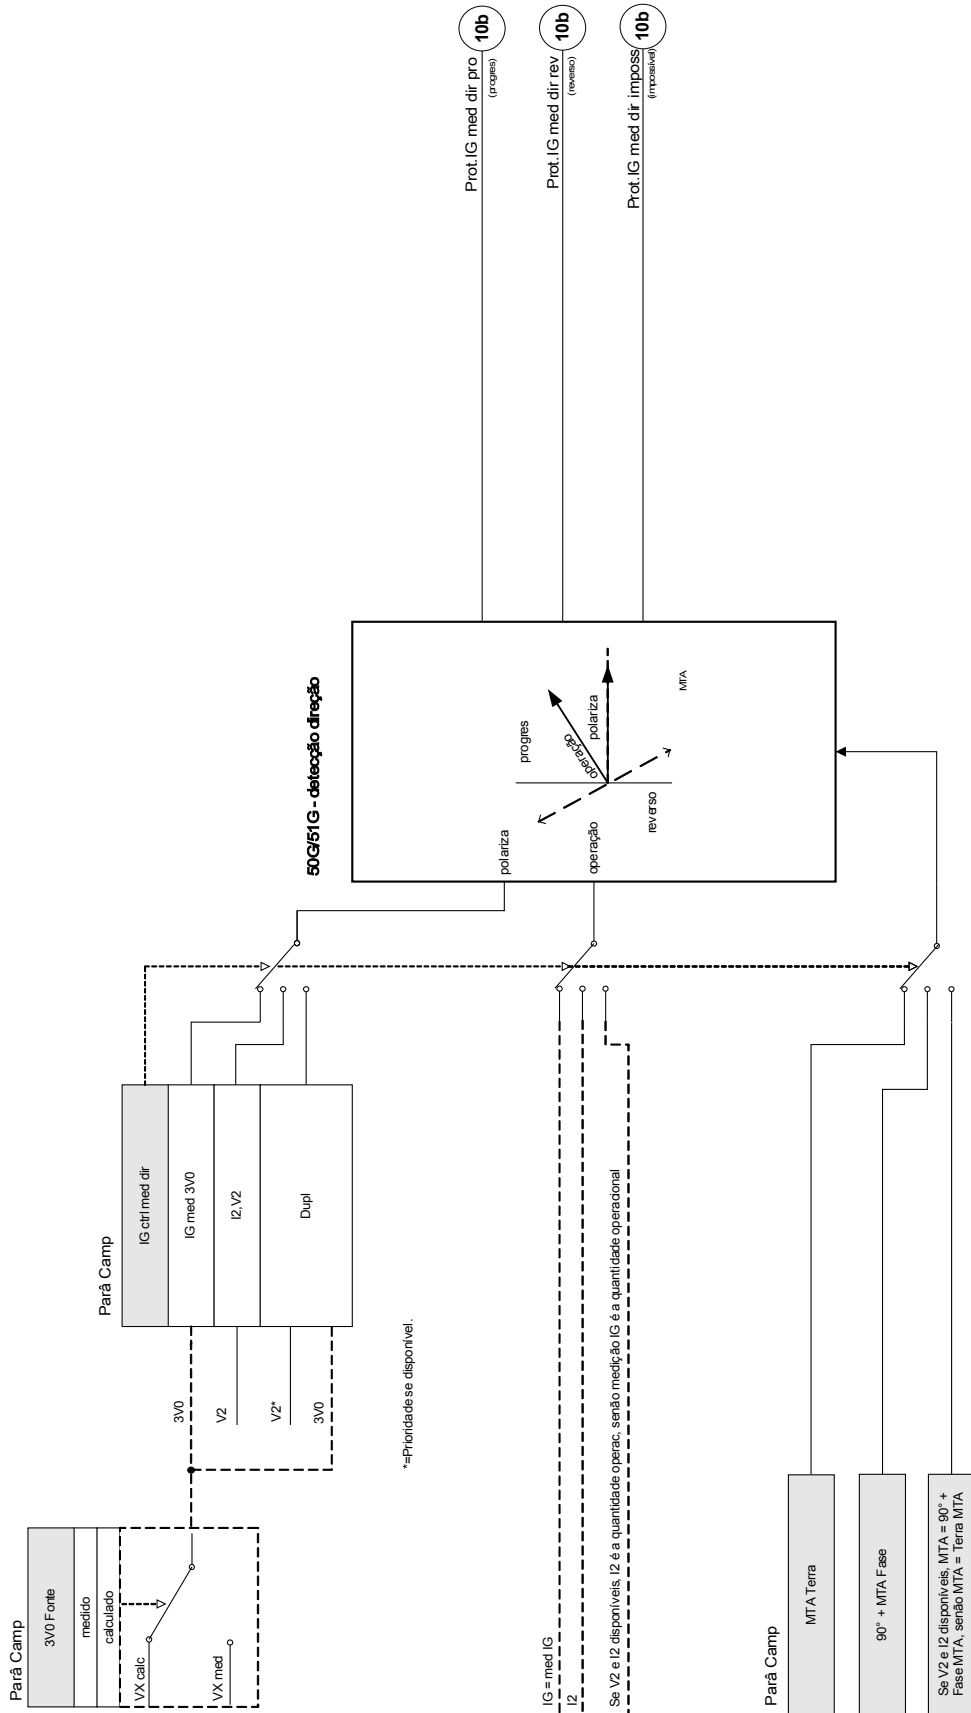 Parâ Camp
3V0 Fonte
medido
calculado
VX calc
VX med
Parâ Camp
IG ctrl med dir
IG med 3V0
I2,V2
Dupl
3V0
V2
V2*
3V0
*=Prioridade se disponível.
50G/51G - detecção direção
polariza
operação
progres
operação
polariza
reverso
MTA
Prot.IG med dir pro
(progres)
10b
Prot.IG med dir rev
(reverso)
10b
Prot.IG med dir imposs
(impossível)
10b
IG = med IG
I2
Se V2 e I2 disponíveis, I2 é a quantidade operac, senão medição IG é a quantidade operacional
Parâ Camp
MTA Terra
90° + MTA Fase
Se V2 e I2 disponíveis, MTA = 90° +
Fase MTA, senão MTA = Terra MTA